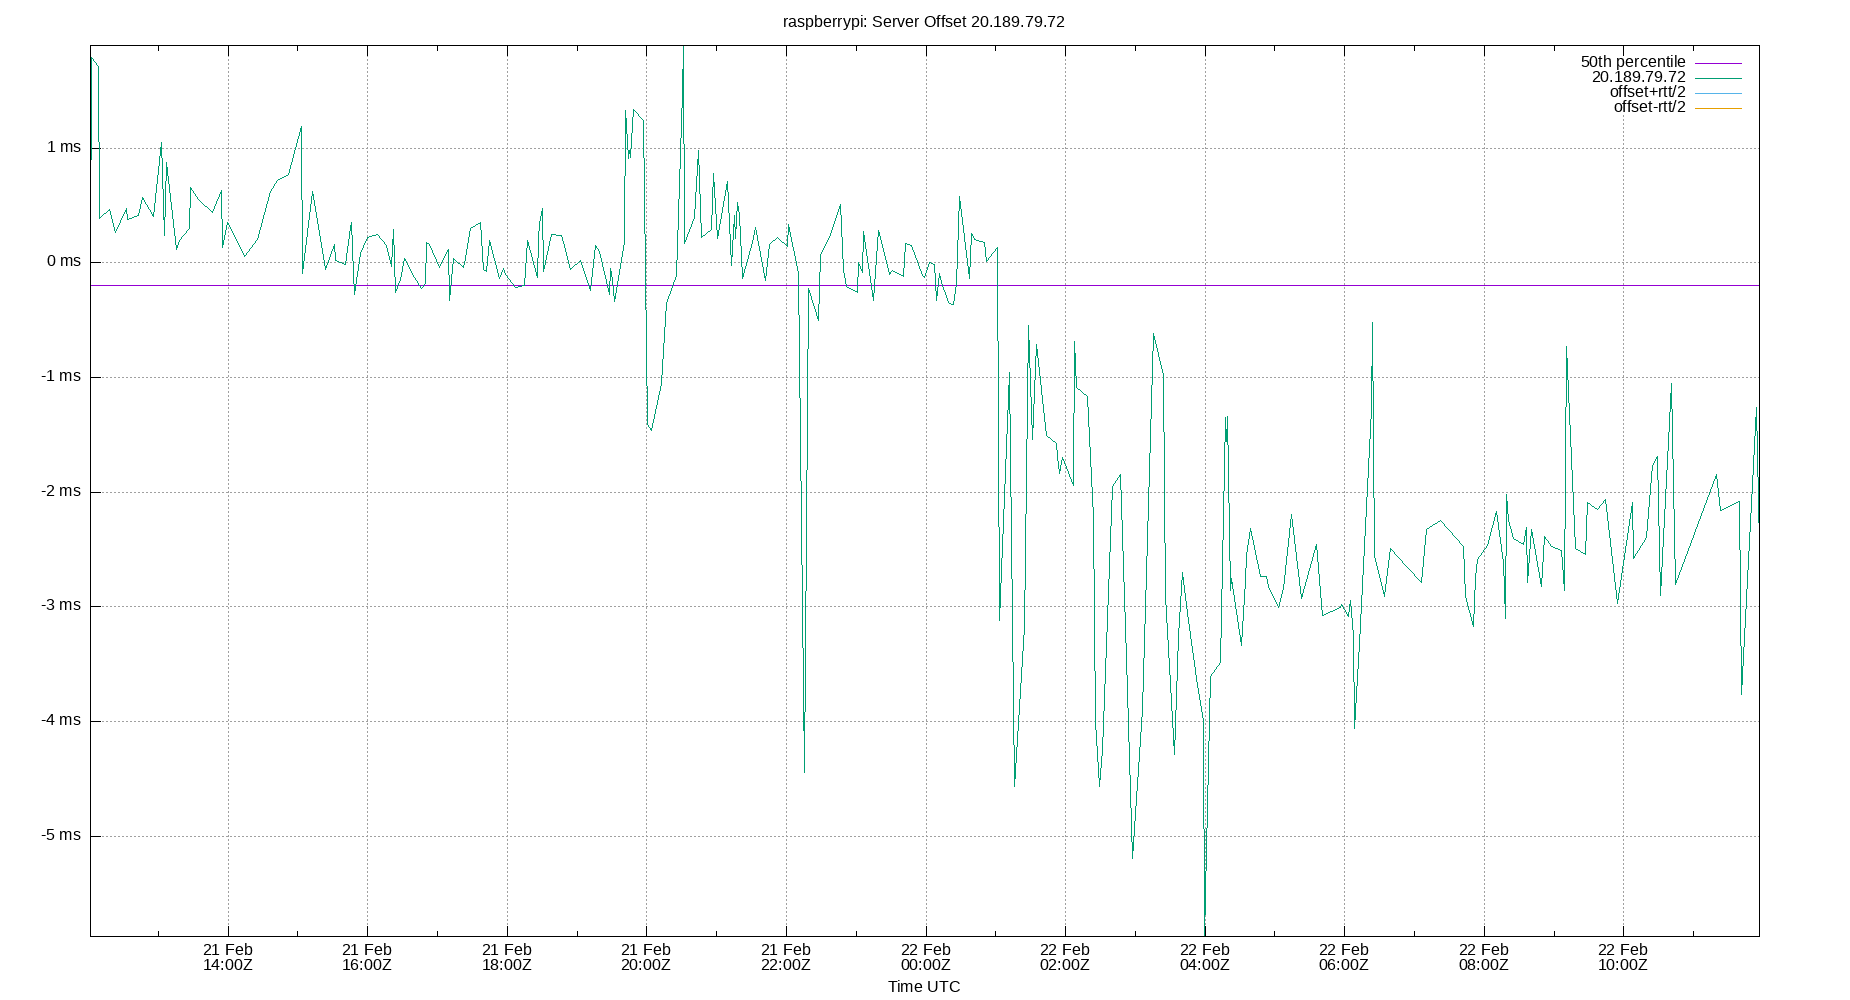 raspberrypi: Server Offset 20.189.79.72
50th percentile
20.189.79.72
offset+rtt/2
offset-rtt/2
1 ms
0 ms
-1 ms
-2 ms
-3 ms
-4 ms
-5 ms
21 Feb 21 Feb 21 Feb 21 Feb 21 Feb 22 Feb 22 Feb 22 Feb 22 Feb 22 Feb 22 Feb
14:00Z 16:00Z 18:00Z 20:00Z 22:00Z 00:00Z 02:00Z 04:00Z 06:00Z 08:00Z 10:00Z
Time UTC